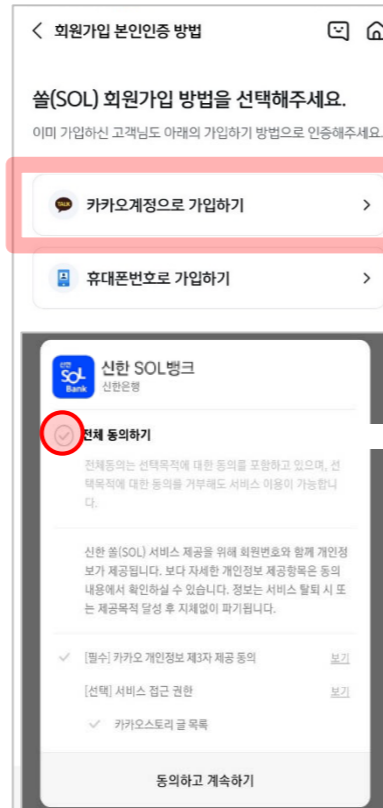 회원가입 본인인증 방법
쏠(SOL) 회원가입 방법을 선택해주세요.
이미 가입하신 고객님도 아래의 가입하기 방법으로 인증해주세요.
TALK
카카오계정으로 가입하기
휴대폰번호로 가입하기
신한
SOL
Bank
신한 SOL뱅크
신한은행
전체 동의하기
전체동의는 선택목적에 대한 동의를 포함하고 있으며, 선
택목적에 대한 동의를 거부해도 서비스 이용이 가능합니
다.
신한 쏠(SOL) 서비스 제공을 위해 회원번호와 함께 개인정
보가 제공됩니다. 보다 자세한 개인정보 제공항목은 동의
내용에서 확인하실 수 있습니다. 정보는 서비스 탈퇴 시 또
는 제공목적 달성 후 지체없이 파기됩니다.
[필수] 카카오 개인정보 제3자 제공 동의 보기
[선택] 서비스 접근 권한 보기
카카오스토리 글 목록
동의하고 계속하기